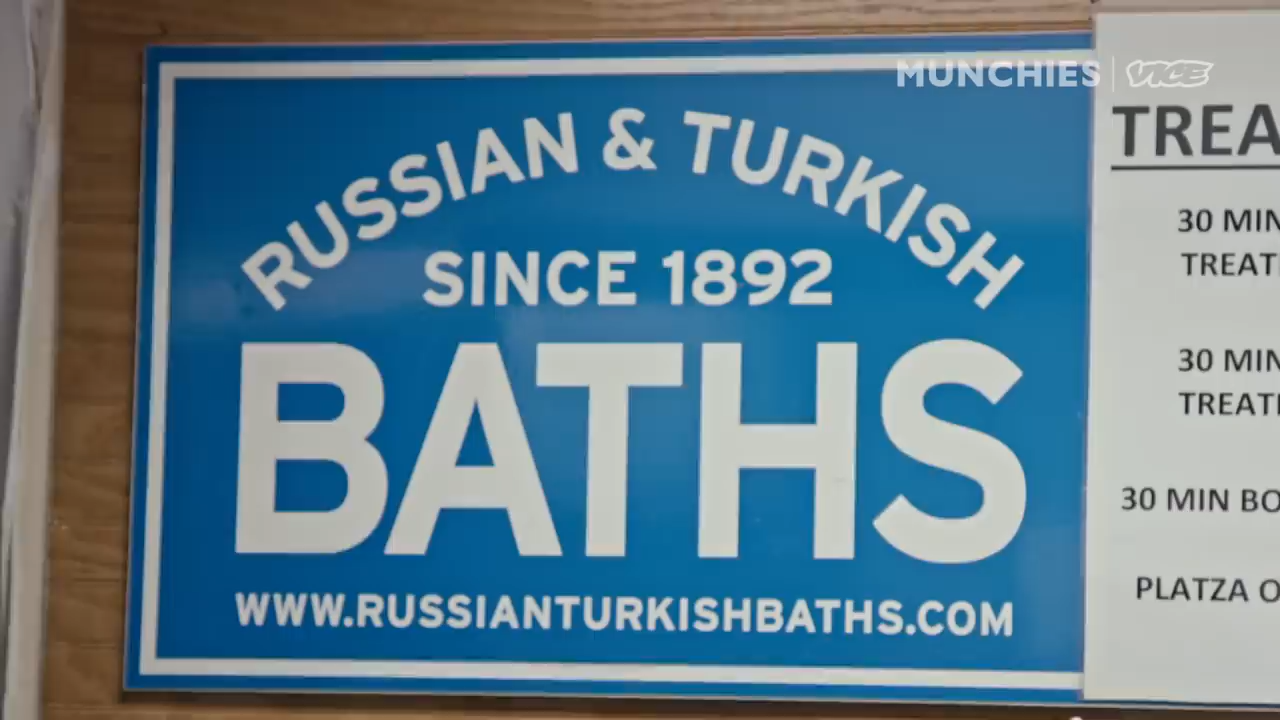 MUNCHIES | VICE
RUSSIAN & TURKISH
SINCE 1892
BATHS
WWW.RUSSIANTURKISHBATHS.COM
TREA
30 MIN
TREAT
30 MIN
TREAT
30 MIN BO
PLATZA O